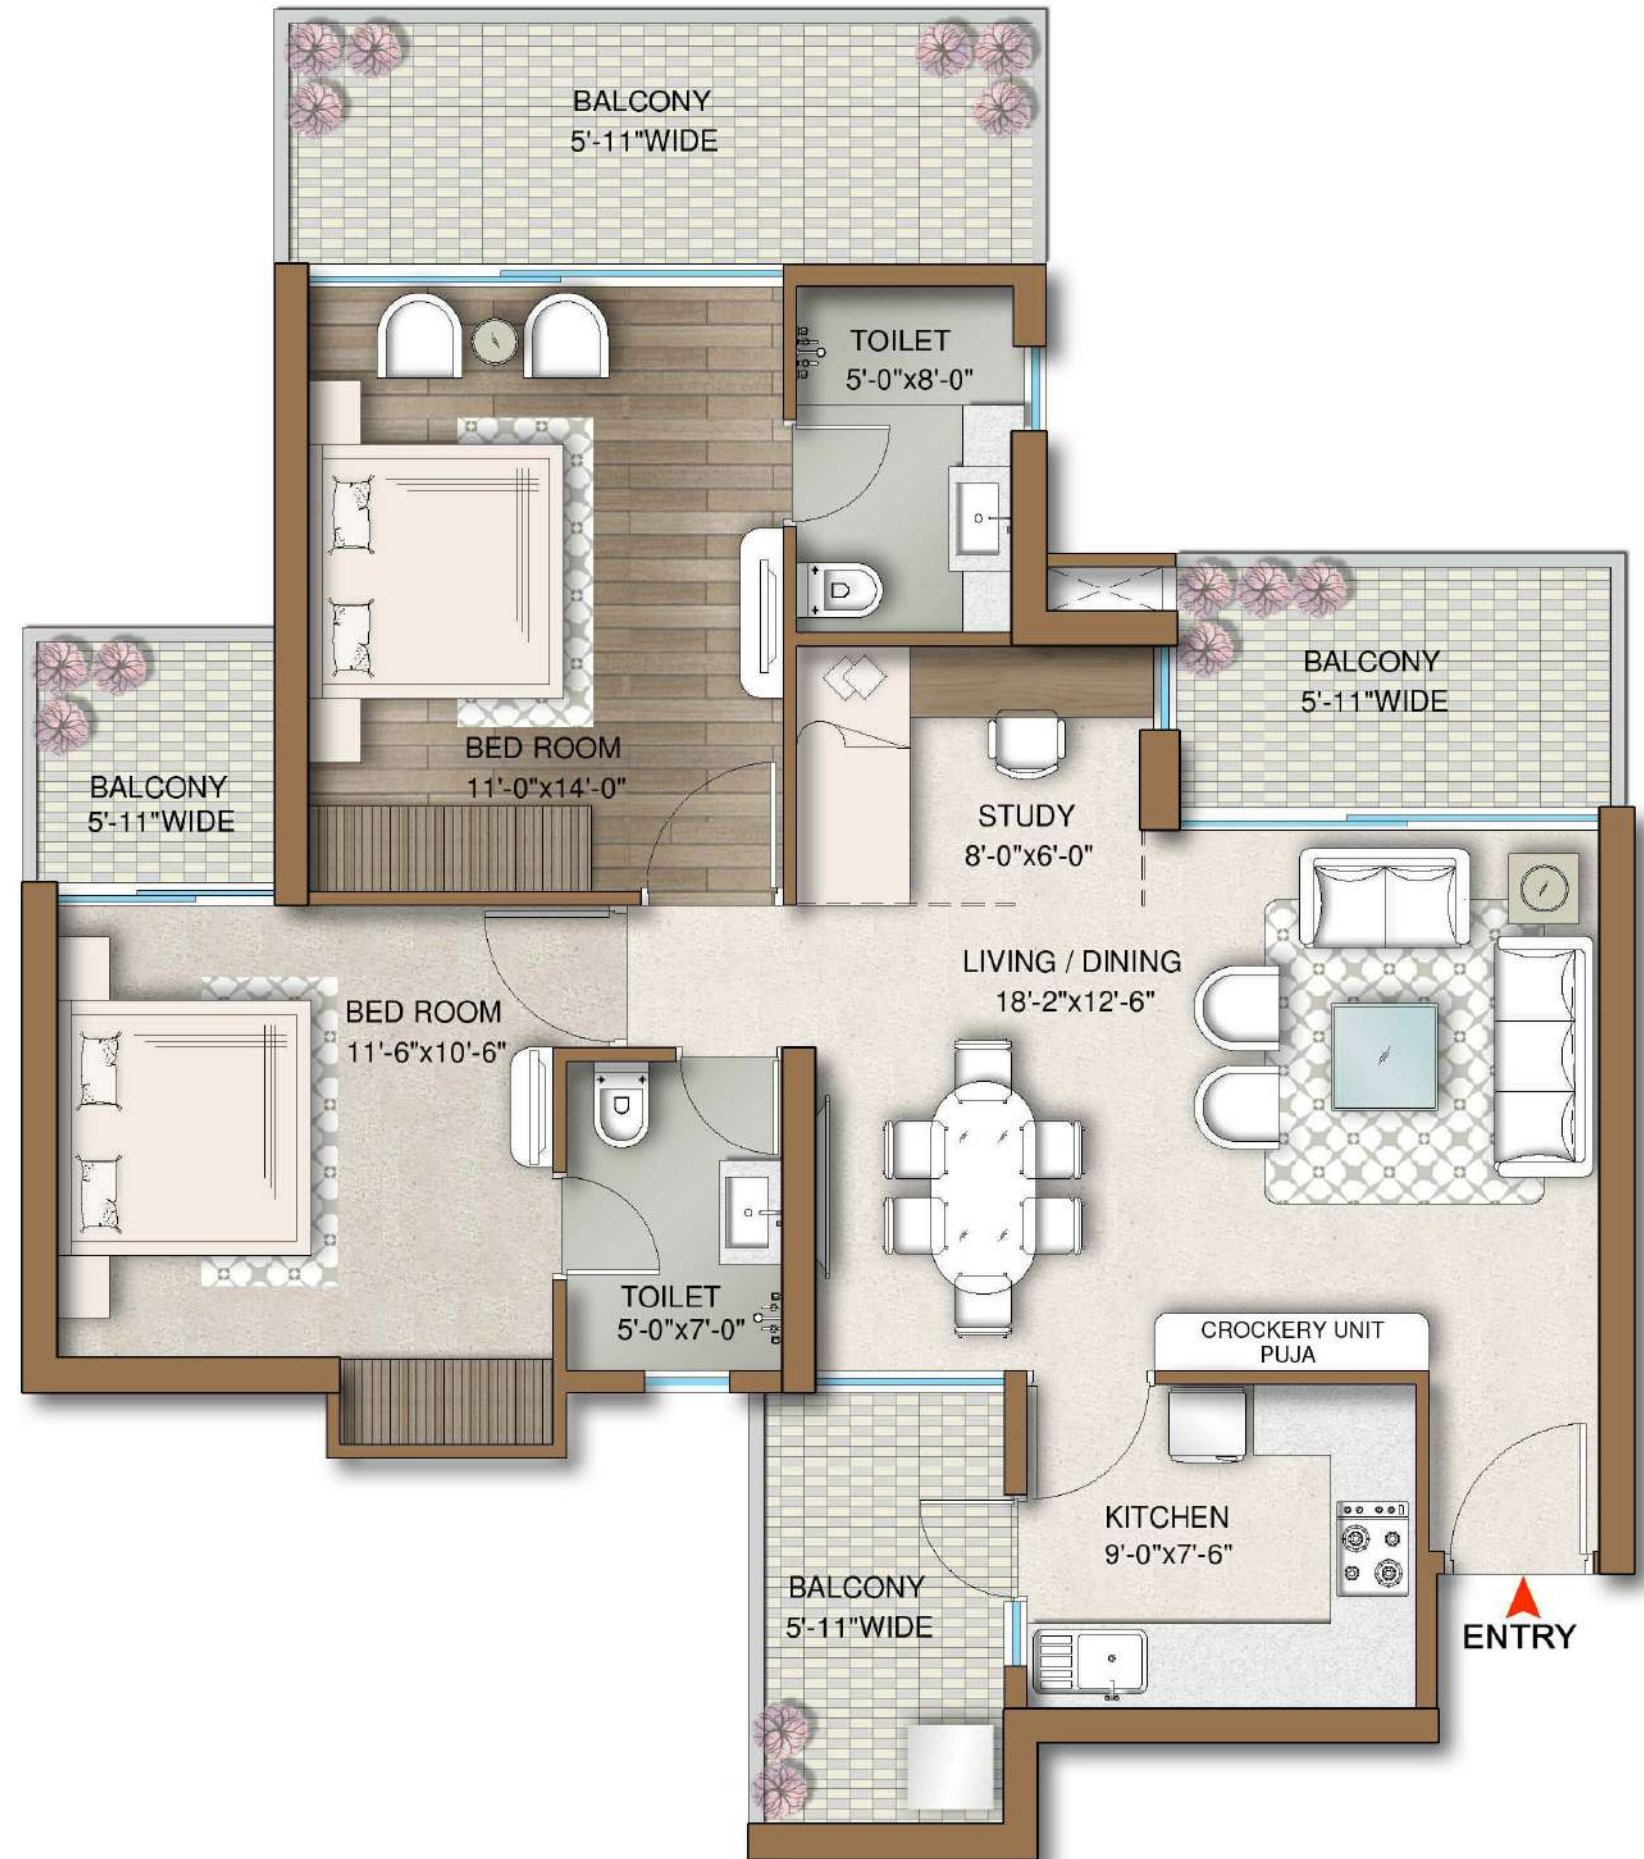 BALCONY
5'-11"WIDE
TOILET
5'-0"x8'-0"
BALCONY
5'-11"WIDE
BED ROOM
11'-0"x14'-0"
BALCONY
5'-11"WIDE
STUDY
8'-0"x6'-0"
LIVING / DINING
18'-2"x12'-6"
BED ROOM
11'-6"x10'-6"
TOILET
5'-0"x7'-0"
CROCKERY UNIT
PUJA
KITCHEN
9'-0"x7'-6"
BALCONY
5'-11"WIDE
ENTRY